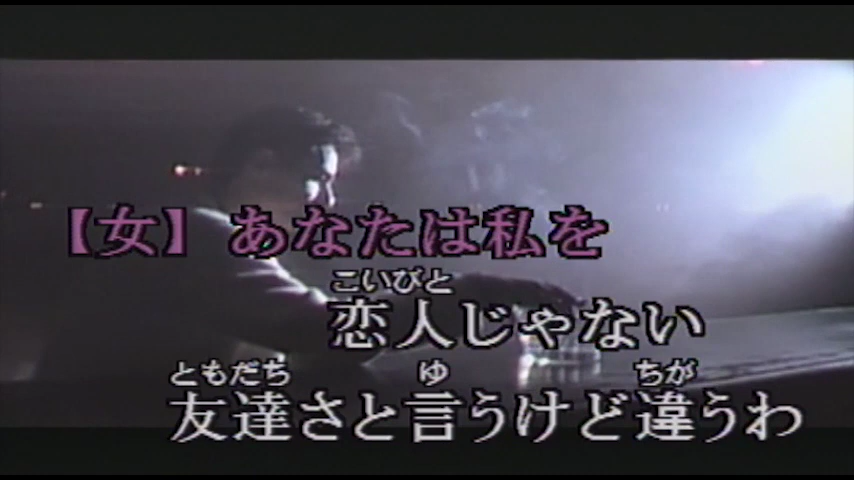 【女】あなたは私を
こいびと
恋人じゃない
ともだち ゆ ちが
友達さと言うけど違うわ